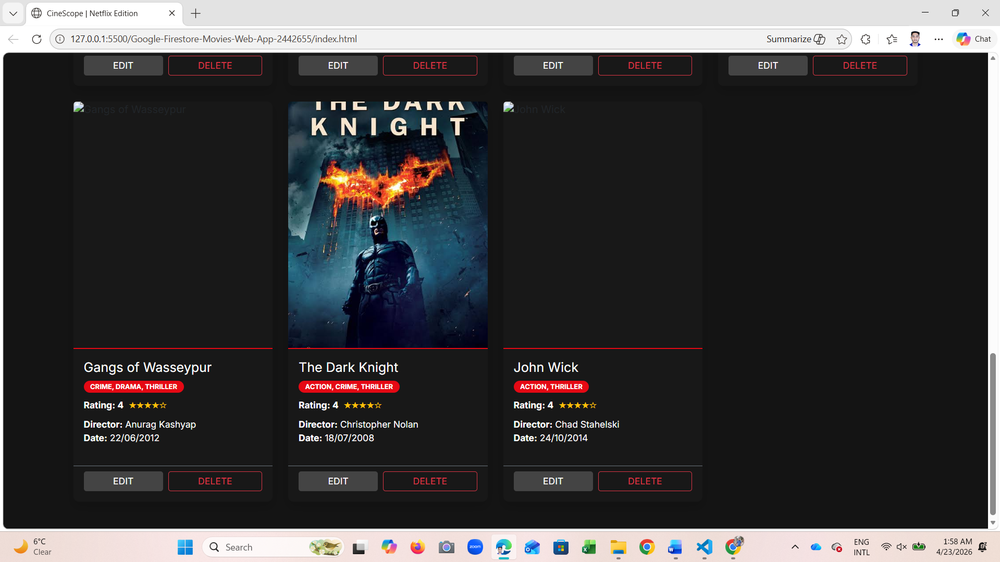 CineScope | Netflix Edition
127.0.0.1:5500/Google-Firestore-Movies-Web-App-2442655/index.html
Summarize
Chat
EDIT DELETE EDIT DELETE EDIT DELETE EDIT DELETE
Gangs of Wasseypur
THE DARK
KNIGHT
John Wick
Gangs of Wasseypur
CRIME, DRAMA, THRILLER
Rating: 4 ★★★★☆
Director: Anurag Kashyap
Date: 22/06/2012
EDIT DELETE
The Dark Knight
ACTION, CRIME, THRILLER
Rating: 4 ★★★★☆
Director: Christopher Nolan
Date: 18/07/2008
EDIT DELETE
John Wick
ACTION, THRILLER
Rating: 4 ★★★★☆
Director: Chad Stahelski
Date: 24/10/2014
EDIT DELETE
6°C
Clear
Search
zoom
ENG
INTL
1:58 AM
4/23/2026